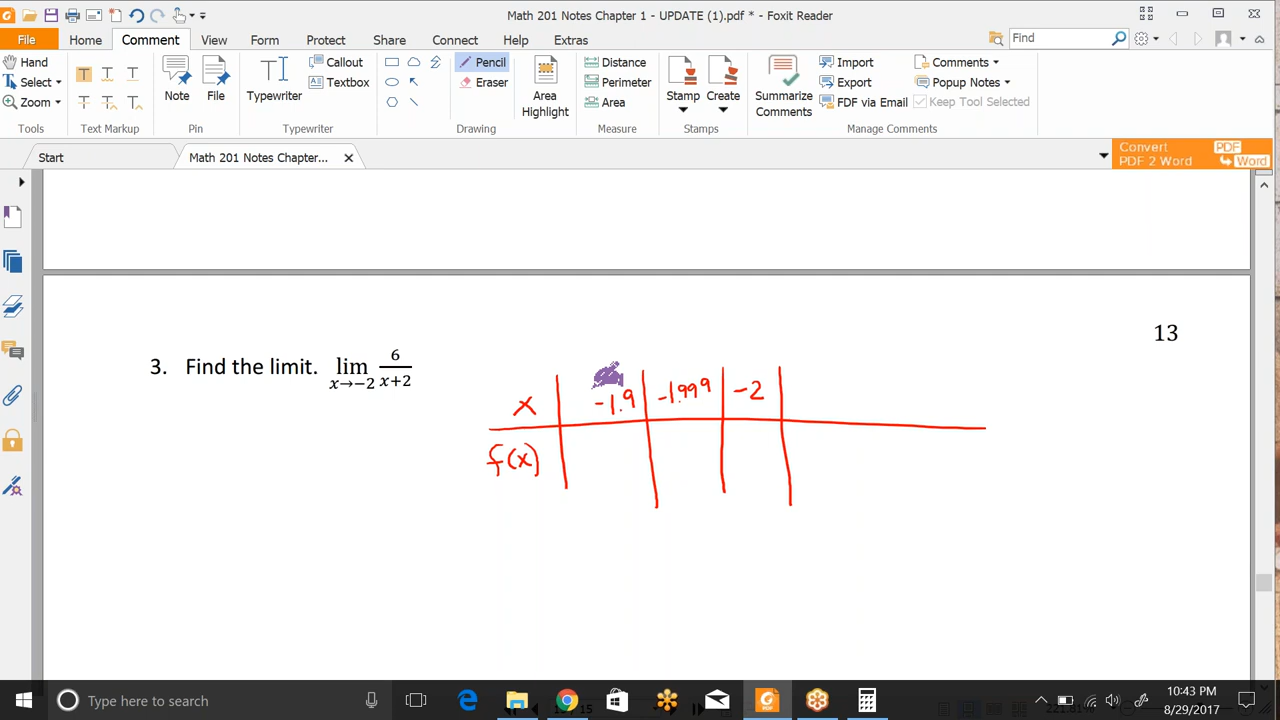 Math 201 Notes Chapter 1 - UPDATE (1).pdf * - Foxit Reader
File Home Comment View Form Protect Share Connect Help Extras Find
Hand Select Zoom Tools
Text Markup
Note File Pin
Typewriter Callout Textbox Typewriter
Pencil Eraser Area Highlight Drawing
Distance Perimeter Area Measure
Stamp Create Stamps
Summarize Comments Import Export FDF via Email Comments Popup Notes Keep Tool Selected Manage Comments
Start Math 201 Notes Chapter... Convert PDF 2 Word PDF Word
13
3. Find the limit. lim x→-2 6/x+2
x -1.9 -1.999 -2
f(x)
Type here to search
10:43 PM
8/29/2017